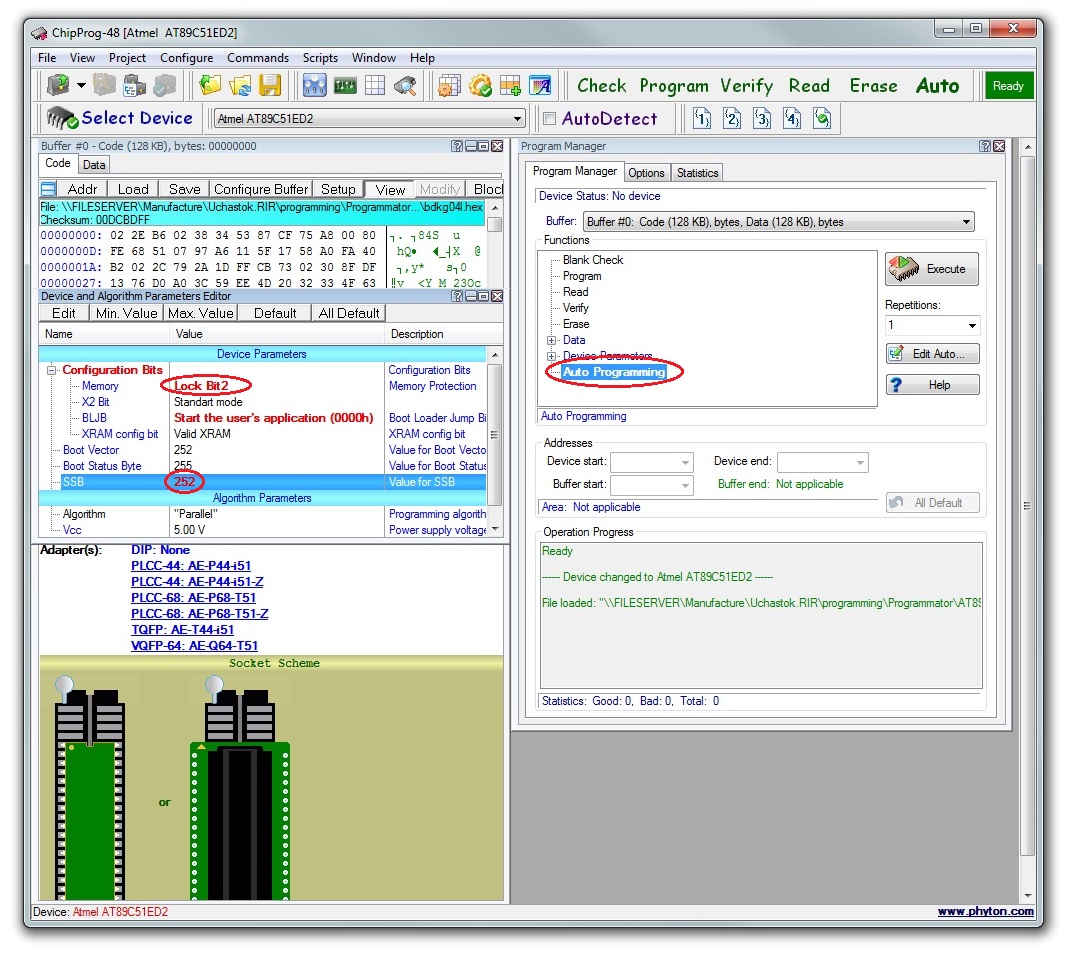 ChipProg-48 [Atmel AT89C51ED2]
File View Project Configure Commands Scripts Window Help
Check Program Verify Read Erase Auto Ready
Select Device Atmel AT89C51ED2 AutoDetect 1 2 3 4
Buffer #0 - Code (128 KB), bytes: 00000000
Code Data
Addr Load Save Configure Buffer Setup View Modify Bloc
File: \\FILESERVER\Manufacture\Uchastok.RIR\programming\Programmator...\bdkg04l.hex
Checksum: 00DCBDFF
00000000: 02 2E B6 02 38 34 53 87 CF 75 A8 00 80
0000000D: FE 68 51 07 97 A6 11 5F 17 58 A0 FA 40
0000001A: B2 02 2C 79 2A 1D FF CB 73 02 30 8F DF
00000027: 13 76 D0 A0 3C 59 EE 4D 20 32 33 4F 63
Device and Algorithm Parameters Editor
Edit Min. Value Max. Value Default All Default
Name Value Description
Device Parameters
Configuration Bits Configuration Bits
Memory Lock Bit2 Memory Protection
X2 Bit Standart mode
BLJB Start the user's application (0000h) Boot Loader Jump Bi
XRAM config bit Valid XRAM XRAM config bit
Boot Vector 252 Value for Boot Vecto
Boot Status Byte 255 Value for Boot Status
SSB 252 Value for SSB
Algorithm Parameters
Algorithm "Parallel" Programming algorith
Vcc 5.00 V Power supply voltage
Adapter(s): DIP: None
PLCC-44: AE-P44-i51
PLCC-44: AE-P44-i51-Z
PLCC-68: AE-P68-T51
PLCC-68: AE-P68-T51-Z
TQFP: AE-T44-i51
VQFP-64: AE-Q64-T51
Socket Scheme
or
Program Manager
Program Manager Options Statistics
Device Status: No device
Buffer: Buffer #0: Code (128 KB), bytes, Data (128 KB), bytes
Functions
Blank Check
Program
Read
Verify
Erase
Data
Device Parameters
Auto Programming
Execute
Repetitions:
1
Edit Auto...
Help
Auto Programming
Addresses
Device start: Device end:
Buffer start: Buffer end: Not applicable
Area: Not applicable All Default
Operation Progress
Ready
------ Device changed to Atmel AT89C51ED2 ------
File loaded: "\\FILESERVER\Manufacture\Uchastok.RIR\programming\Programmator\AT89
Statistics: Good: 0, Bad: 0, Total: 0
Device: Atmel AT89C51ED2 www.phyton.com